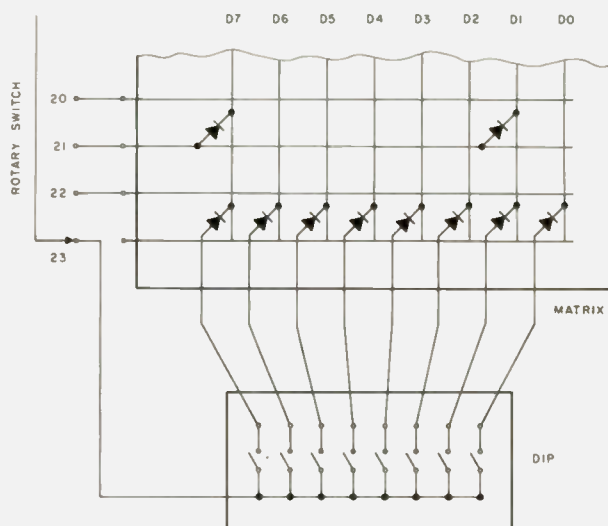 D7 D6 D5 D4 D3 D2 D1 D0
ROTARY SWITCH
20
21
22
23
MATRIX
DIP